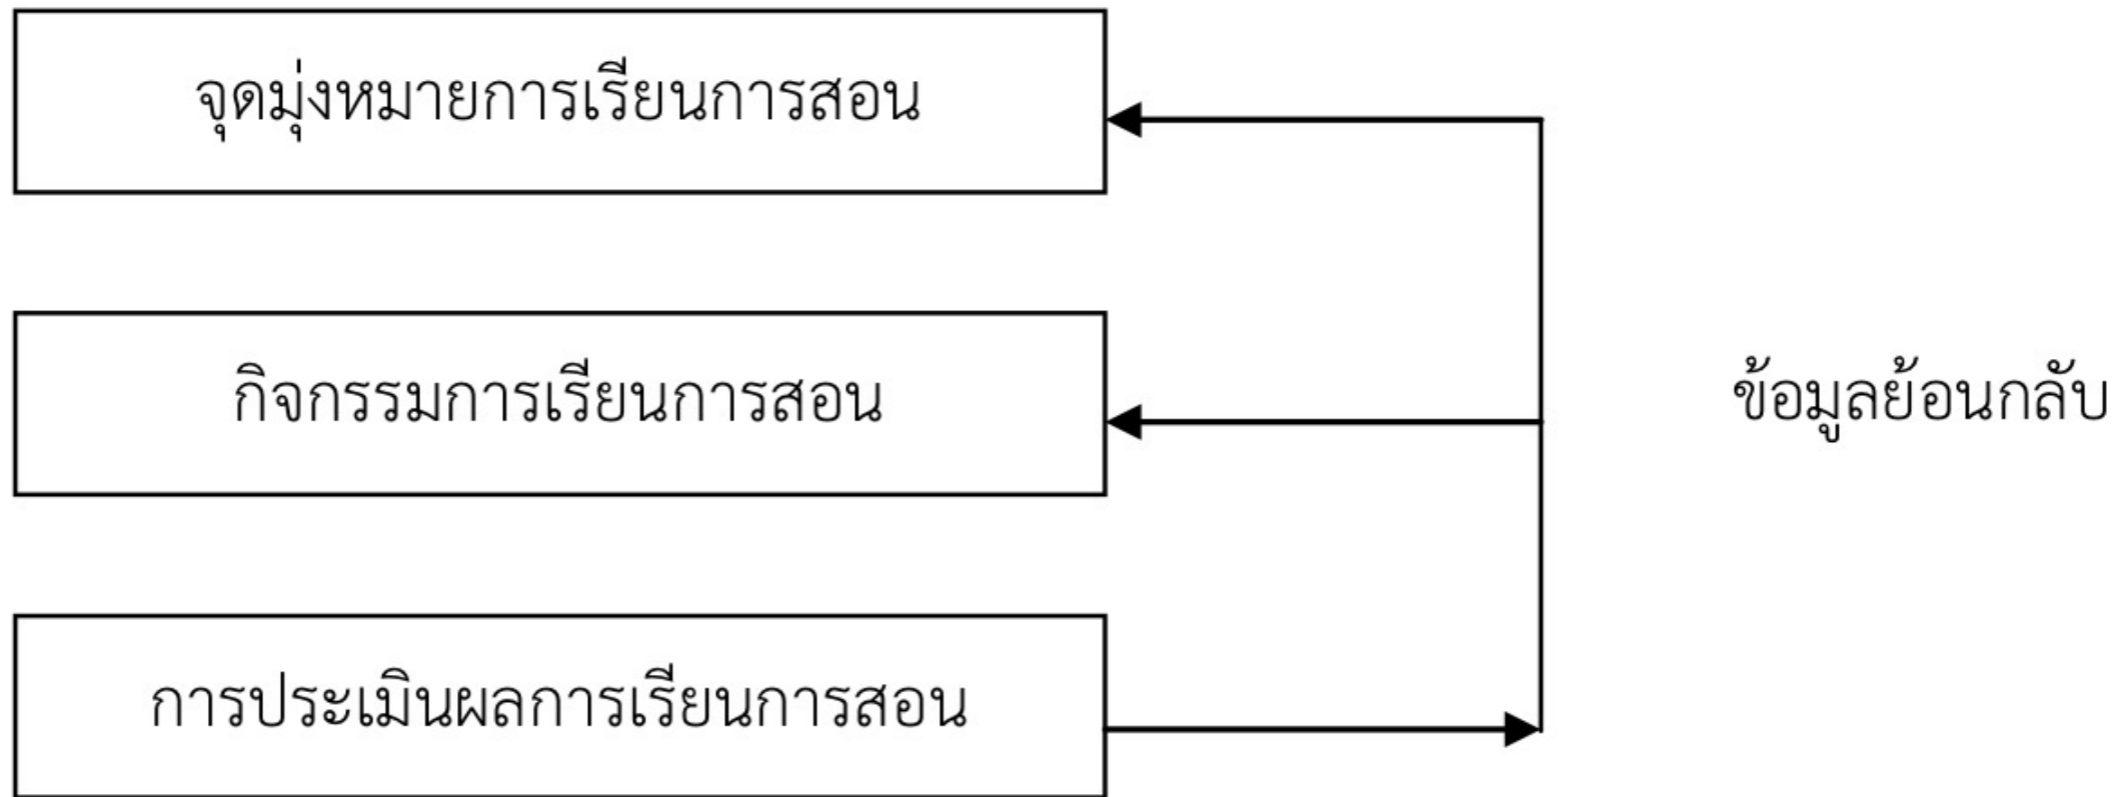 จุดมุ่งหมายการเรียนการสอน
กิจกรรมการเรียนการสอน
ข้อมูลย้อนกลับ
การประเมินผลการเรียนการสอน